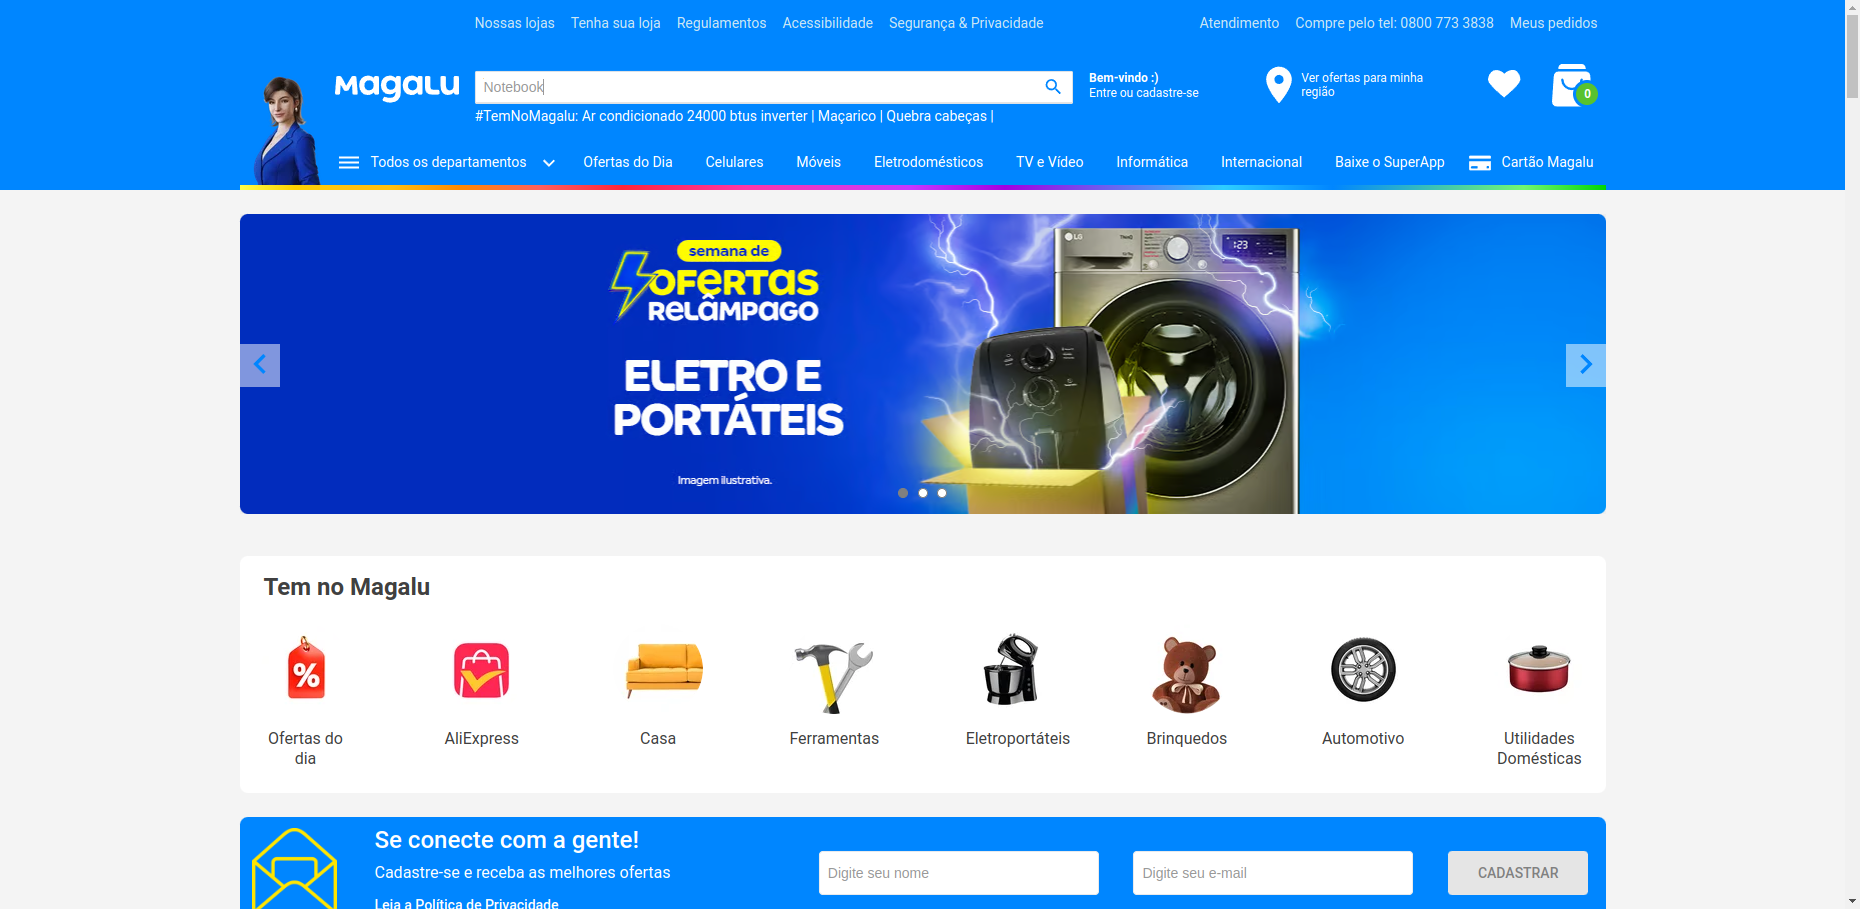 Nossas lojas Tenha sua loja Regulamentos Acessibilidade Segurança & Privacidade Atendimento Compre pelo tel: 0800 773 3838 Meus pedidos
Magalu
Notebook
#TemNoMagalu: Ar condicionado 24000 btus inverter | Maçarico | Quebra cabeças |
Bem-vindo :)
Entre ou cadastre-se
Ver ofertas para minha
região
0
Todos os departamentos Ofertas do Dia Celulares Móveis Eletrodomésticos TV e Vídeo Informática Internacional Baixe o SuperApp Cartão Magalu
semana de
OFERTAS
RELÂMPAGO
ELETRO E
PORTÁTEIS
Imagem ilustrativa.
LG
ThinQ
123
Tem no Magalu
%
Ofertas do
dia
AliExpress
Casa
Ferramentas
Eletroportáteis
Brinquedos
Automotivo
Utilidades
Domésticas
Se conecte com a gente!
Cadastre-se e receba as melhores ofertas
Leia a Política de Privacidade
Digite seu nome
Digite seu e-mail
CADASTRAR